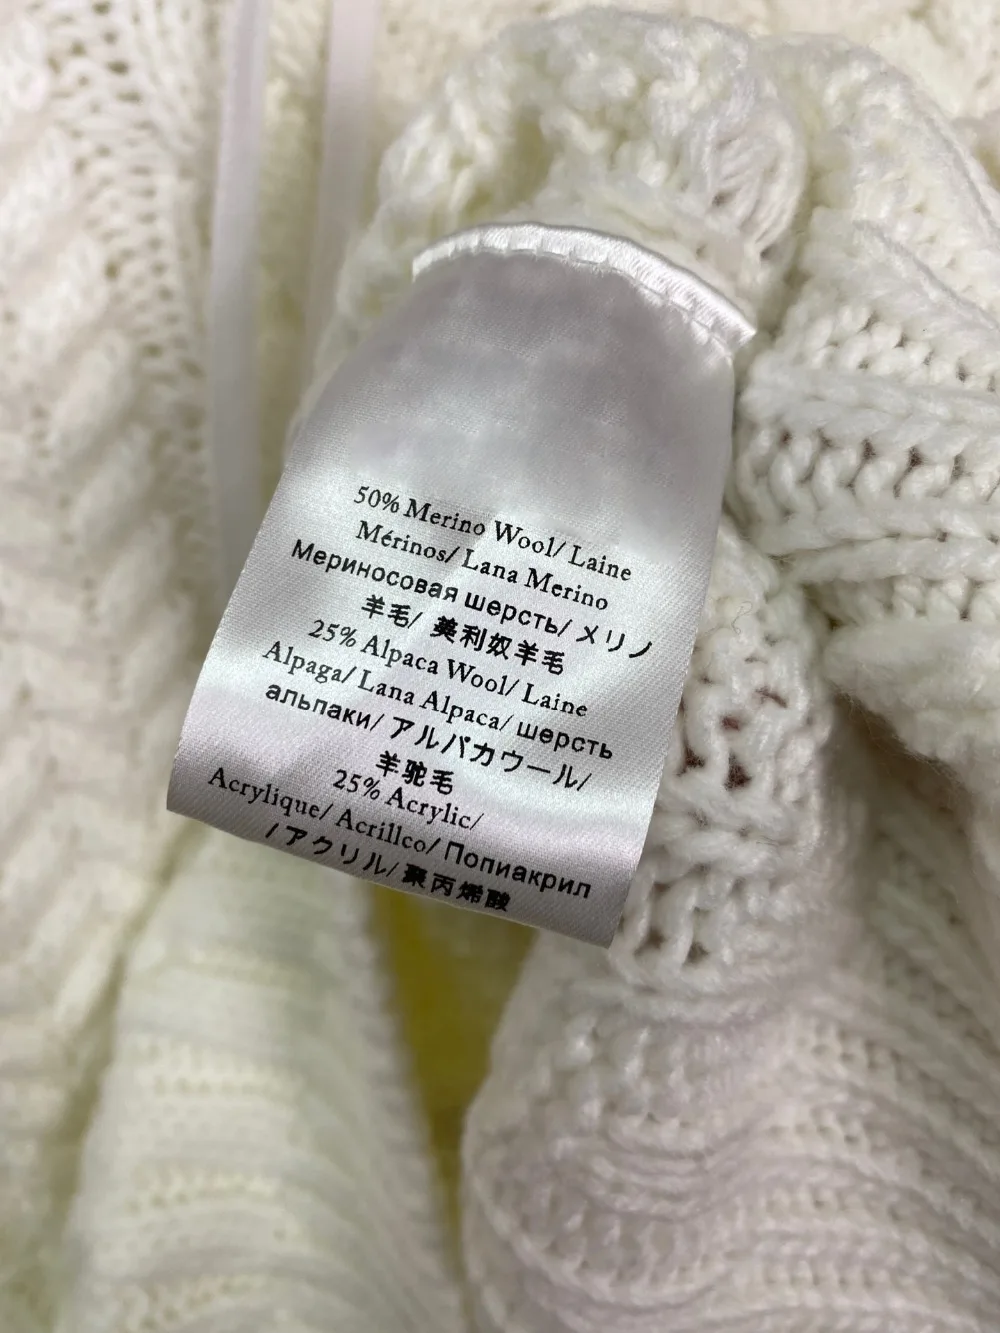 50% Merino Wool/ Laine
Mérinos/ Lana Merino
Мериносовая шерсть/ メリノ
羊毛/ 美利奴羊毛
25% Alpaca Wool/ Laine
Alpaga/ Lana Alpaca/ шерсть
альпаки/ アルパカウール/
羊驼毛
25% Acrylic/
Acrylique/ Acrillco/ Полиакрил
/アクリル/ 聚丙烯酸